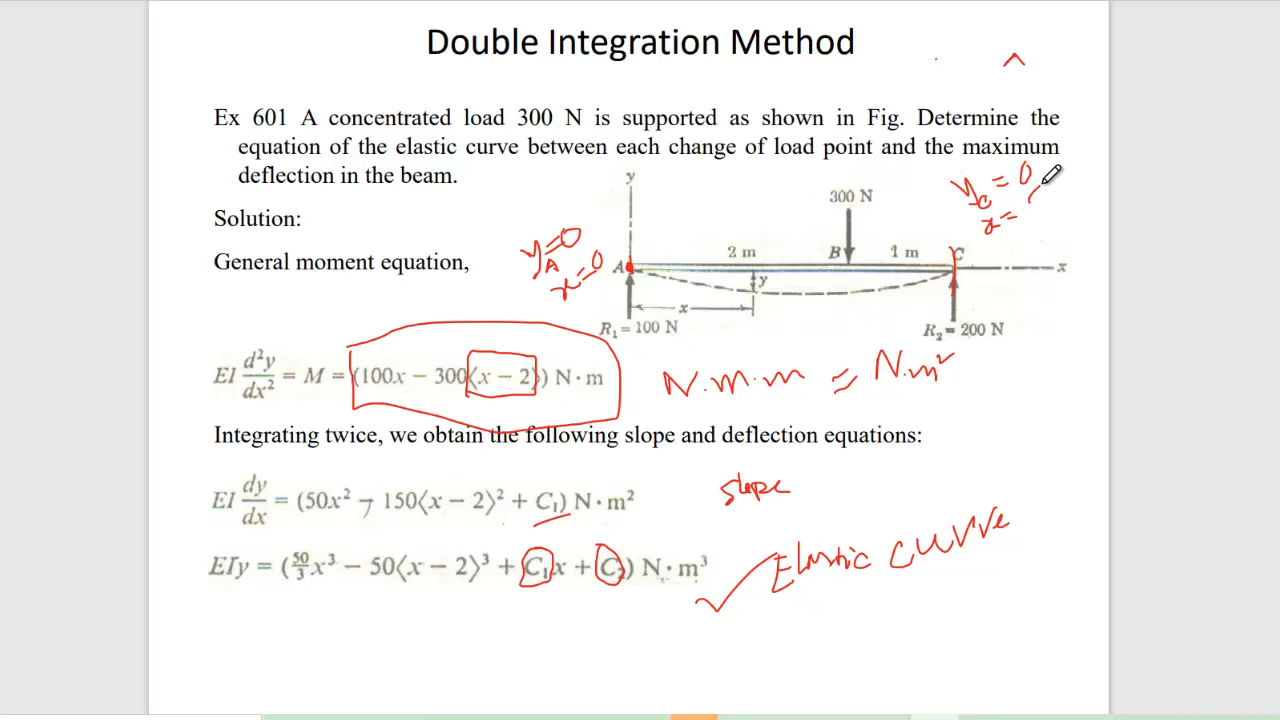 Double Integration Method
Ex 601 A concentrated load 300 N is supported as shown in Fig. Determine the
equation of the elastic curve between each change of load point and the maximum
deflection in the beam.
Solution:
General moment equation,
y
300 N
2 m
B
1 m
C
A
x
y
x
R₁ = 100 N
R₂ = 200 N
y_A = 0
x = 0
y_C = 0
x =
EI d²y/dx² = M = (100x − 300⟨x − 2⟩) N · m
N.m.m = N.m²
Integrating twice, we obtain the following slope and deflection equations:
EI dy/dx = (50x² − 150⟨x − 2⟩² + C₁) N · m²
slope
EIy = (50/3 x³ − 50⟨x − 2⟩³ + C₁x + C₂) N · m³
Elastic curve